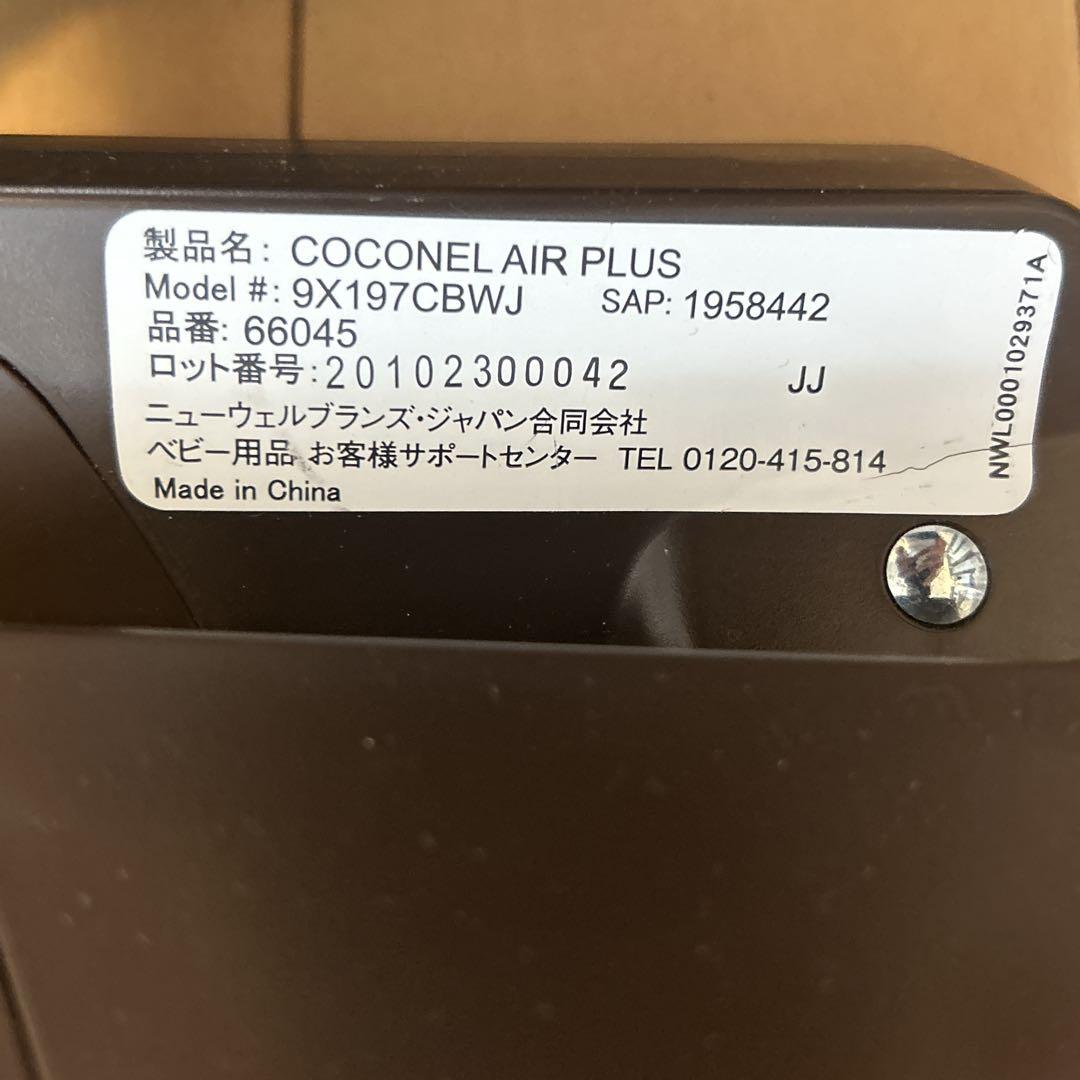 製品名: COCONEL AIR PLUS
Model #: 9X197CBWJ SAP: 1958442
品番: 66045
ロット番号:20102300042 JJ
ニューウェルブランズ・ジャパン合同会社
ベビー用品 お客様サポートセンター TEL 0120-415-814
Made in China
NWL0001029371A